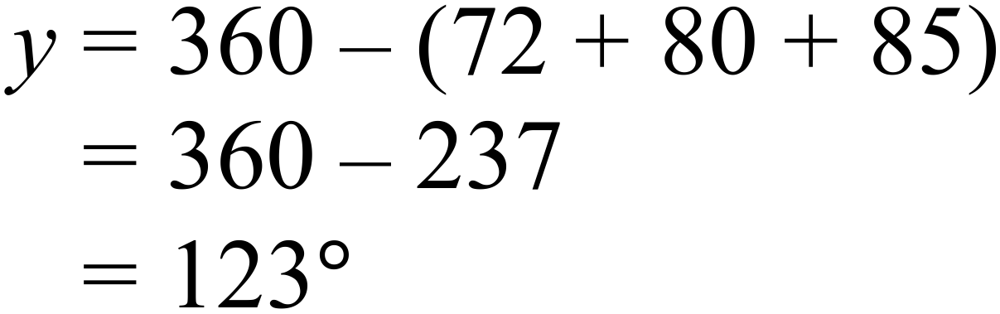 y = 360 – (72 + 80 + 85)
= 360 – 237
= 123°